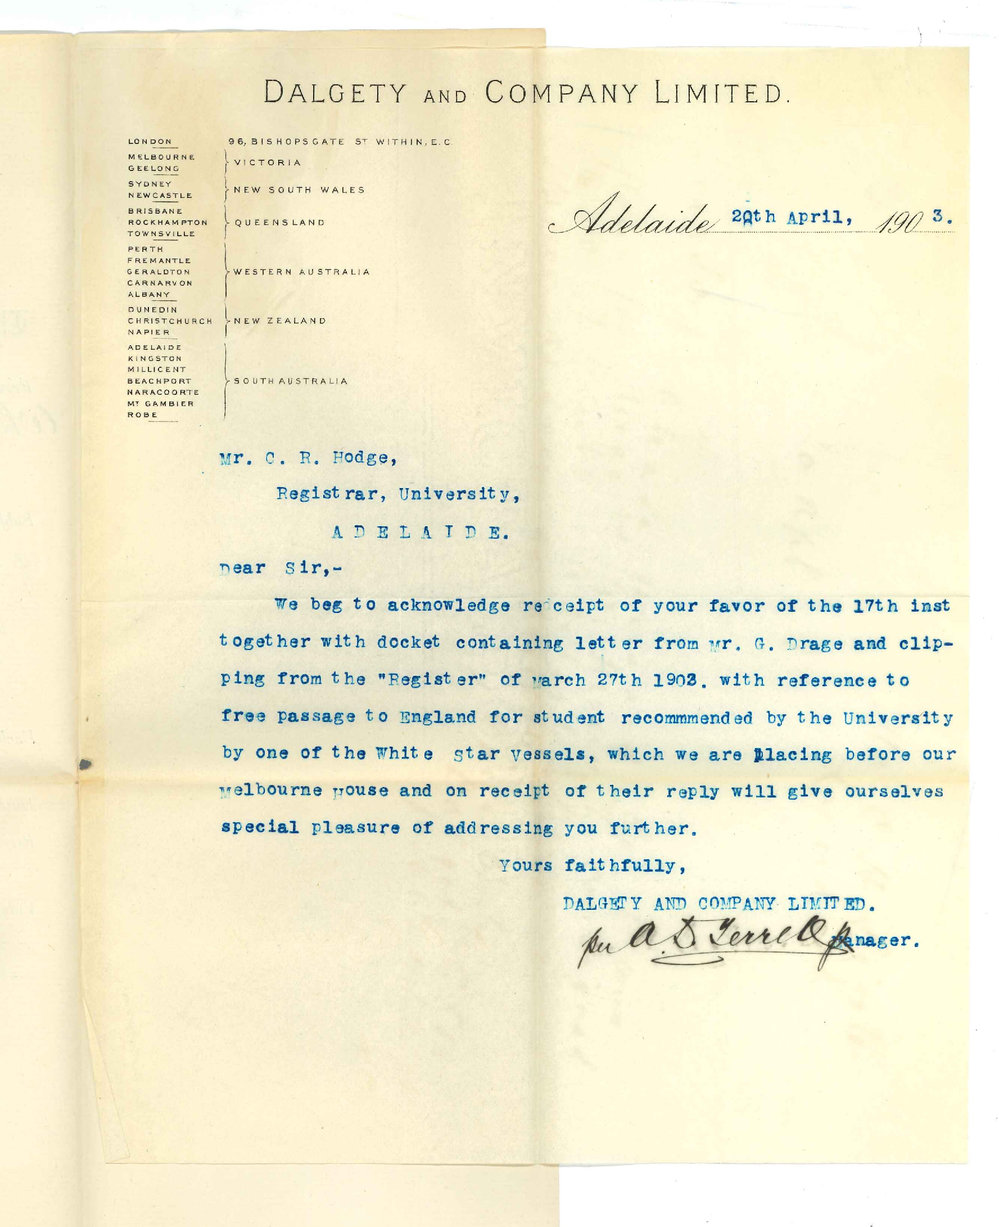 DALGETY AND COMPANY LIMITED.
LONDON 96, BISHOPSGATE ST WITHIN, E.C.
MELBOURNE
GEELONG
VICTORIA
SYDNEY
NEWCASTLE
NEW SOUTH WALES
BRISBANE
ROCKHAMPTON
TOWNSVILLE
QUEENSLAND
PERTH
FREMANTLE
GERALDTON
CARNARVON
ALBANY
WESTERN AUSTRALIA
DUNEDIN
CHRISTCHURCH
NAPIER
NEW ZEALAND
ADELAIDE
KINGSTON
MILLICENT
BEACHPORT
NARACOORTE
MT GAMBIER
ROBE
SOUTH AUSTRALIA
Adelaide 20th April, 1903.
Mr. C. R. Hodge,
Registrar, University,
ADELAIDE.
Dear Sir,-
We beg to acknowledge receipt of your favor of the 17th inst
together with docket containing letter from Mr. G. Drage and clip-
ping from the "Register" of March 27th 1903. with reference to
free passage to England for student recommmended by the University
by one of the White Star Vessels, which we are placing before our
Melbourne House and on receipt of their reply will give ourselves
special pleasure of addressing you further.
Yours faithfully,
DALGETY AND COMPANY LIMITED.
per A. D. Terrell Manager.